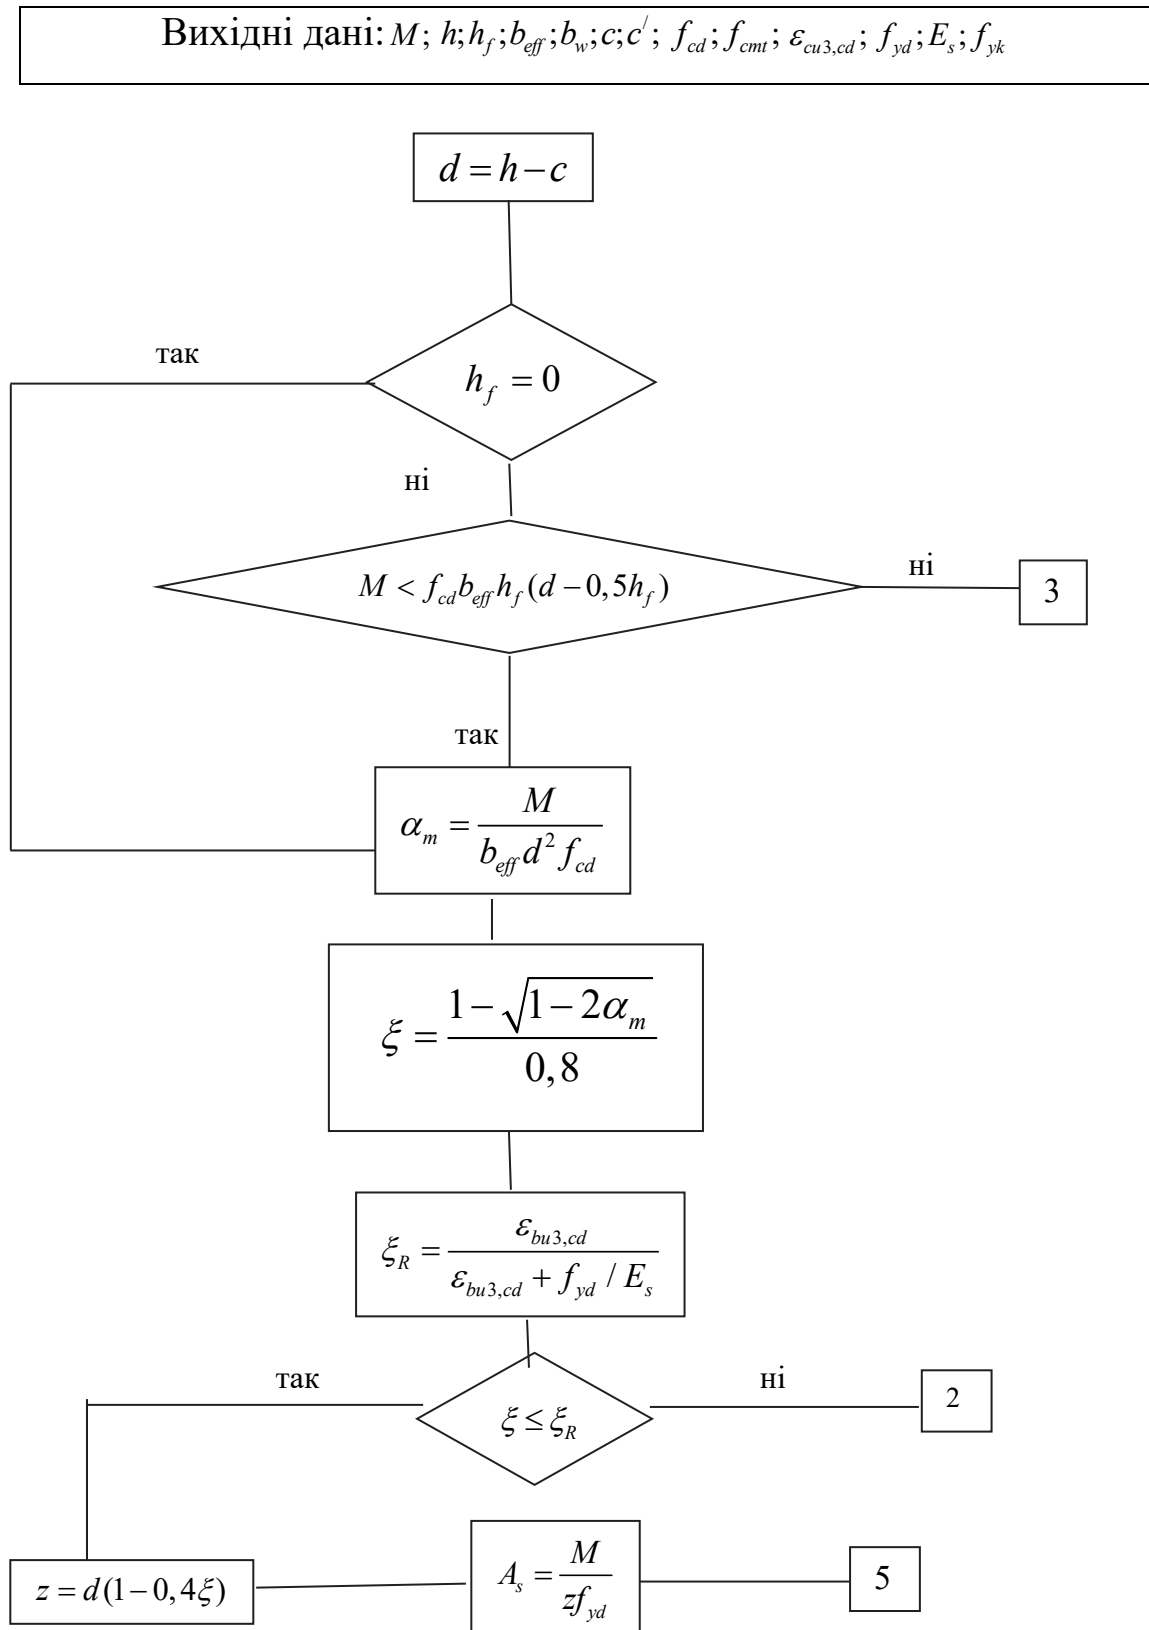 Вихідні дані: M; h; h_f; b_eff; b_w; c; c^/; f_cd; f_cmt; ε_cu3,cd; f_yd; E_s; f_yk
d = h − c
так
h_f = 0
ні
M < f_cd b_eff h_f (d − 0,5h_f)
ні
3
так
α_m = M / (b_eff d² f_cd)
ξ = (1 − √(1 − 2α_m)) / 0,8
ξ_R = ε_bu3,cd / (ε_bu3,cd + f_yd / E_s)
так
ні
2
ξ ≤ ξ_R
z = d(1 − 0,4ξ)
A_s = M / (z f_yd)
5